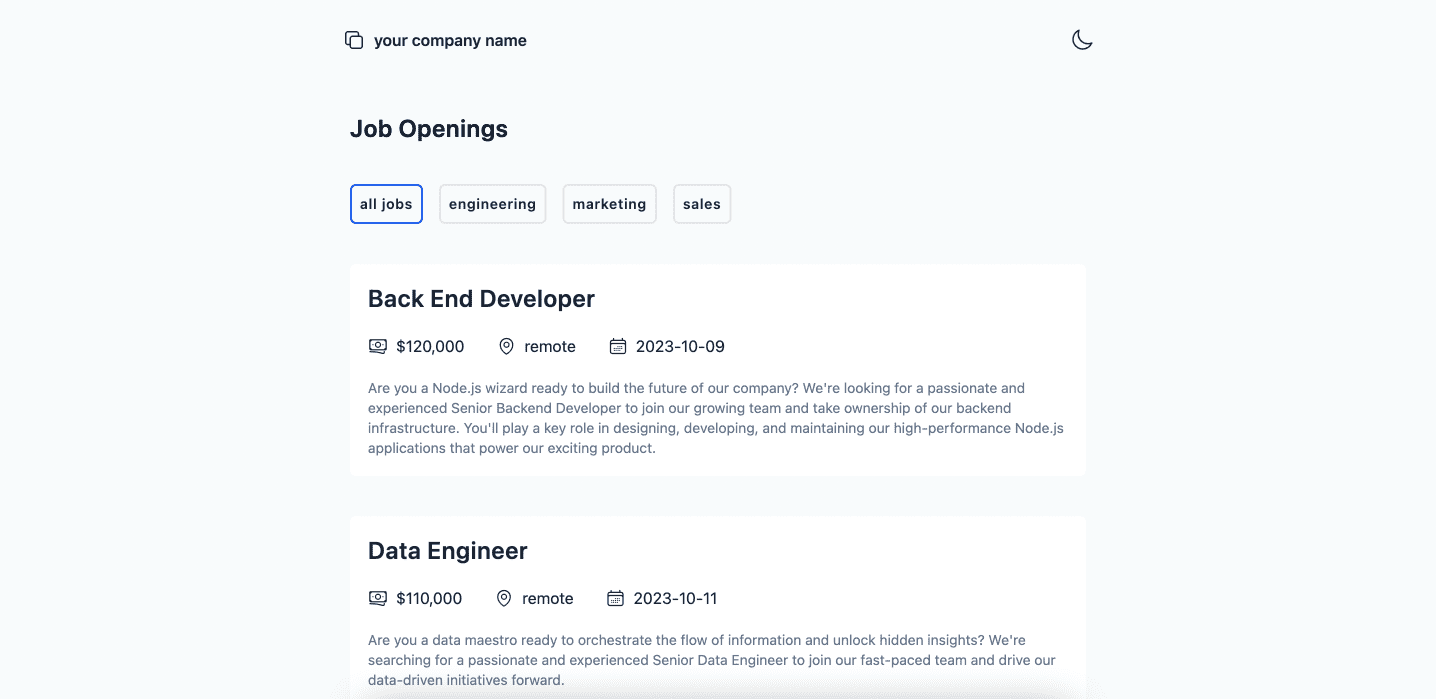 your company name
Job Openings
all jobs engineering marketing sales
Back End Developer
$120,000 remote 2023-10-09
Are you a Node.js wizard ready to build the future of our company? We're looking for a passionate and
experienced Senior Backend Developer to join our growing team and take ownership of our backend
infrastructure. You'll play a key role in designing, developing, and maintaining our high-performance Node.js
applications that power our exciting product.
Data Engineer
$110,000 remote 2023-10-11
Are you a data maestro ready to orchestrate the flow of information and unlock hidden insights? We're
searching for a passionate and experienced Senior Data Engineer to join our fast-paced team and drive our
data-driven initiatives forward.